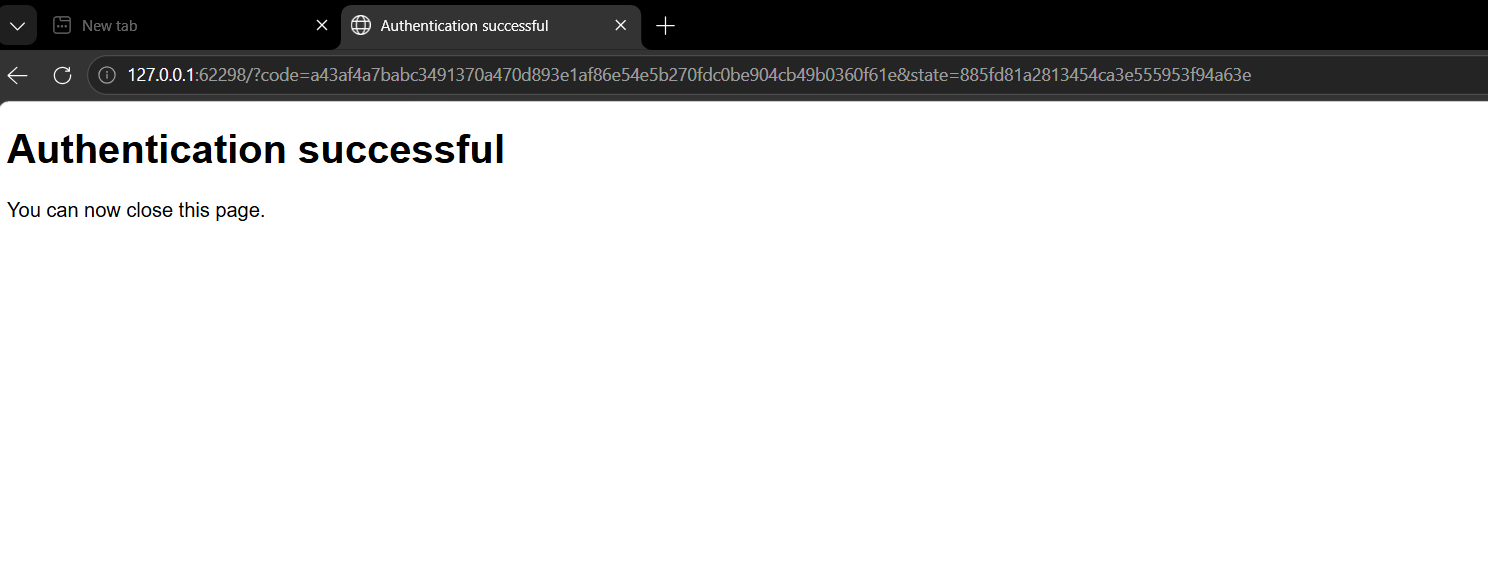 New tab
Authentication successful
127.0.0.1:62298/?code=a43af4a7babc3491370a470d893e1af86e54e5b270fdc0be904cb49b0360f61e&state=885fd81a2813454ca3e555953f94a63e
Authentication successful
You can now close this page.